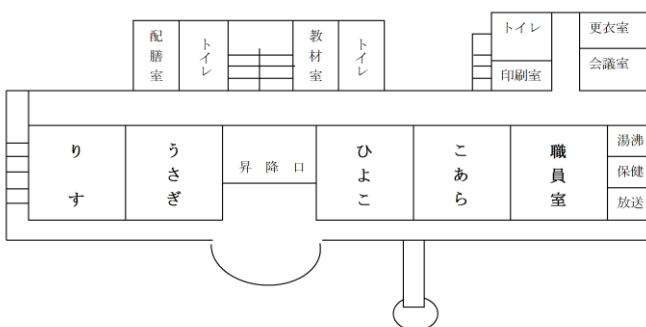 配膳室
トイレ
教材室
トイレ
トイレ
更衣室
印刷室
会議室
りす
うさぎ
昇降口
ひよこ
こあら
職員室
湯沸
保健
放送